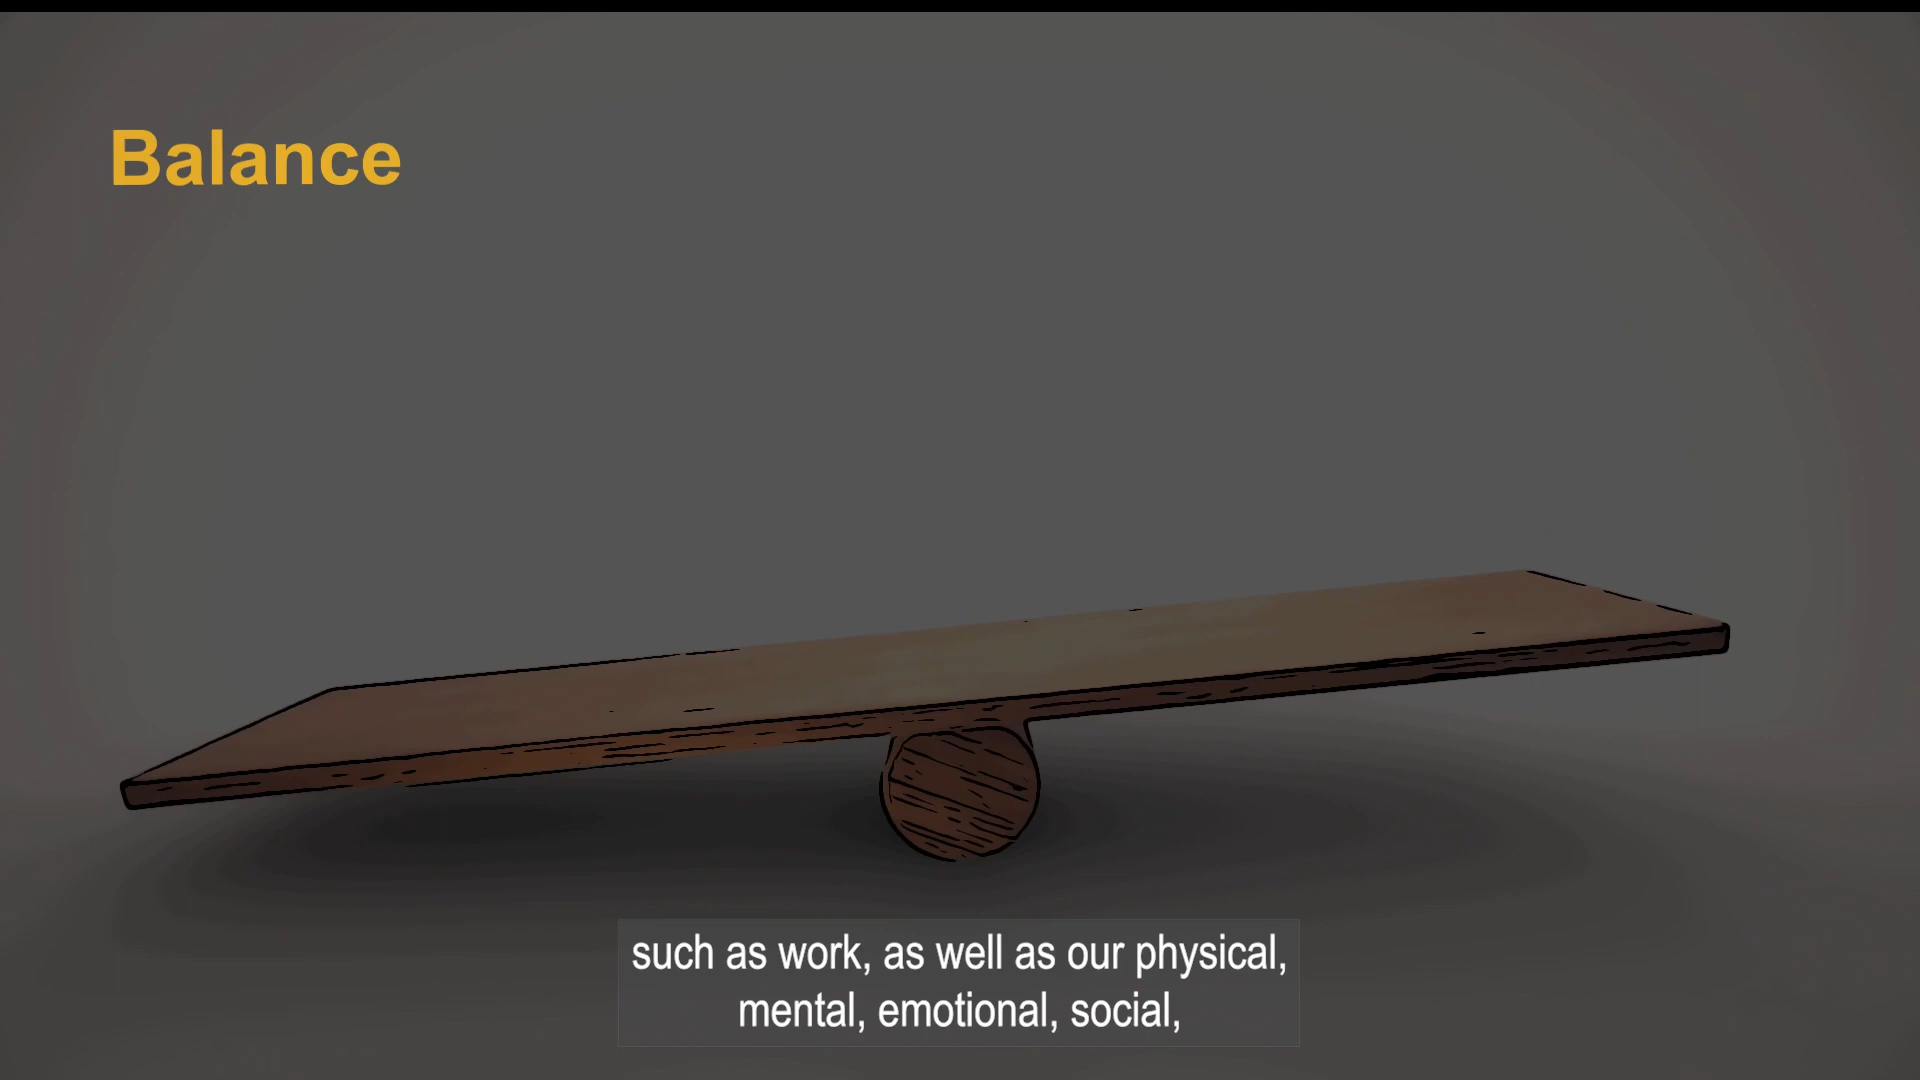 Balance
such as work, as well as our physical,
mental, emotional, social,